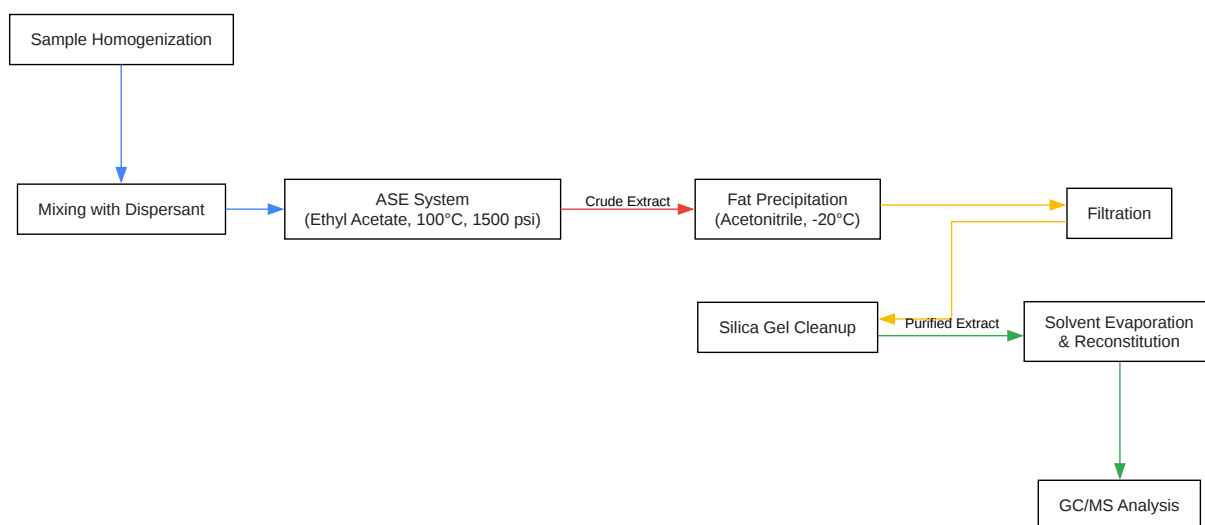 Sample Homogenization
Mixing with Dispersant
ASE System
(Ethyl Acetate, 100°C, 1500 psi)
Crude Extract
Fat Precipitation
(Acetonitrile, -20°C)
Filtration
Silica Gel Cleanup
Purified Extract
Solvent Evaporation
& Reconstitution
GC/MS Analysis